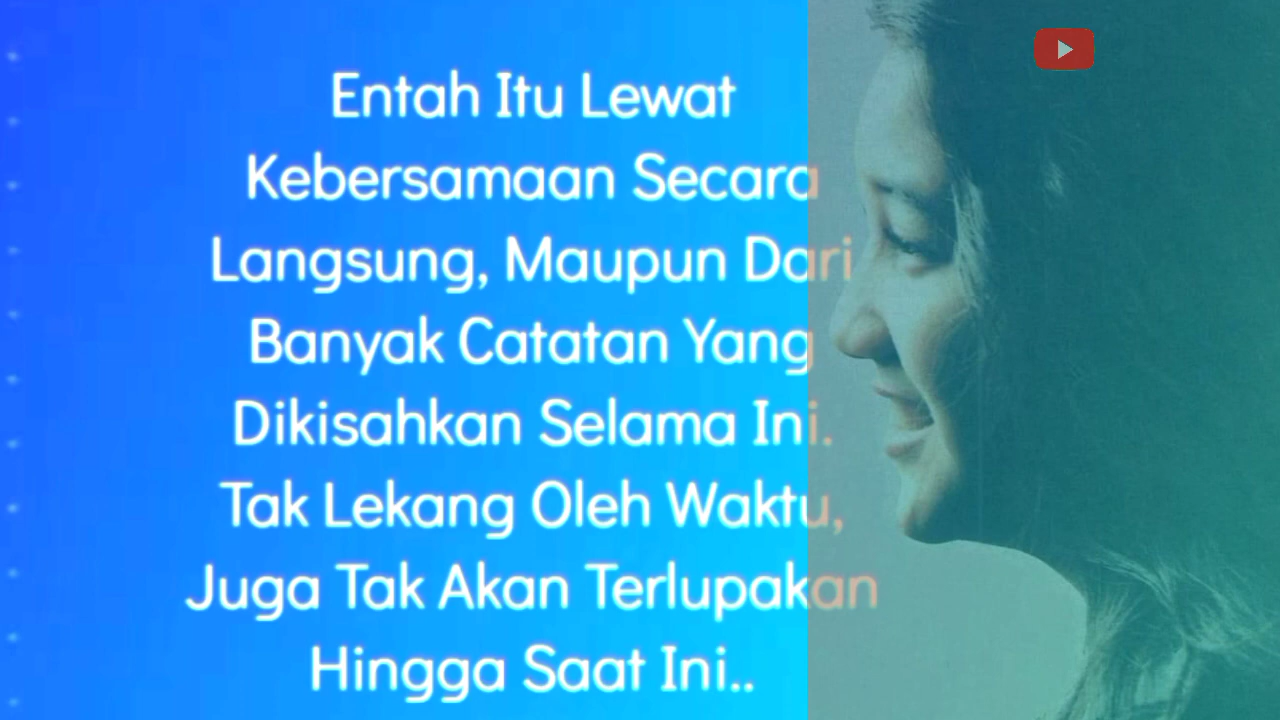 Entah Itu Lewat
Kebersamaan Secara
Langsung, Maupun Dari
Banyak Catatan Yang
Dikisahkan Selama Ini.
Tak Lekang Oleh Waktu,
Juga Tak Akan Terlupakan
Hingga Saat Ini..